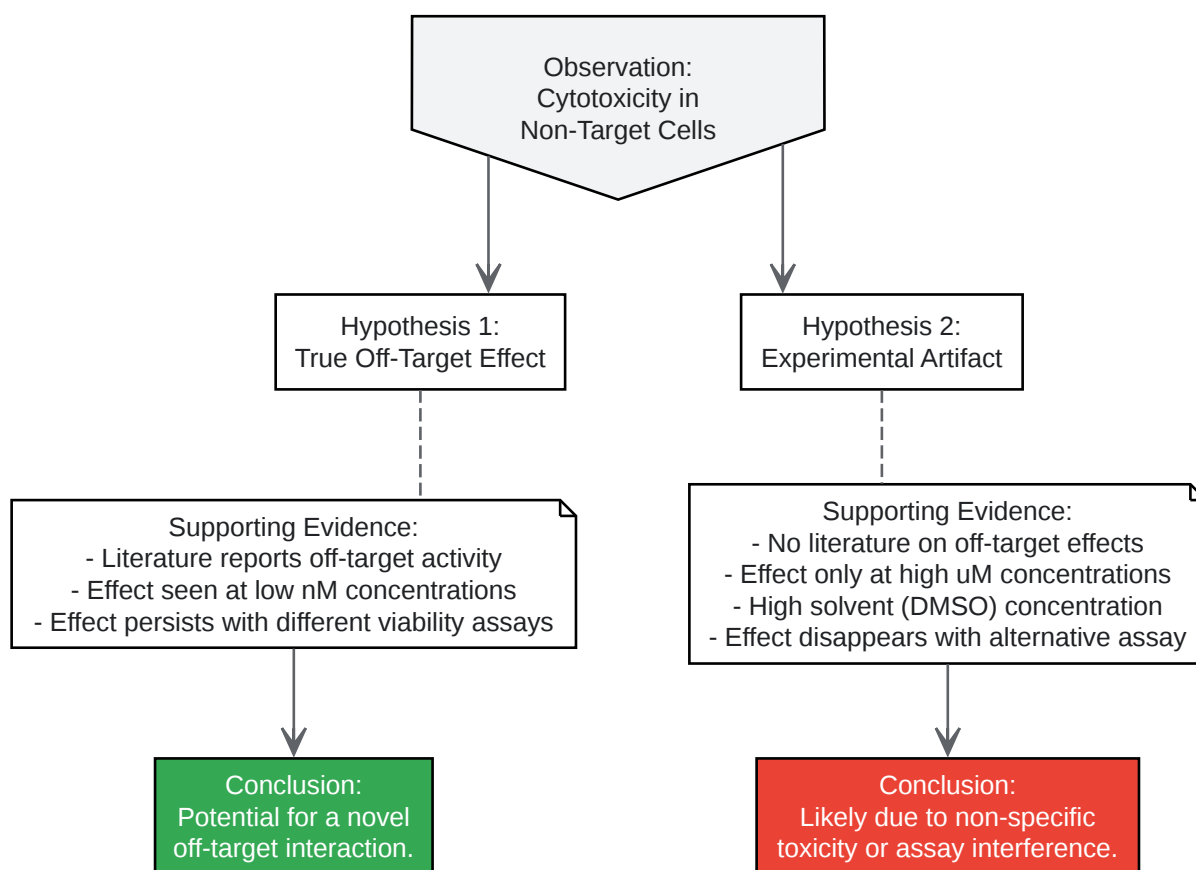 Observation:
Cytotoxicity in
Non-Target Cells
Hypothesis 1:
True Off-Target Effect
Hypothesis 2:
Experimental Artifact
Supporting Evidence:
- Literature reports off-target activity
- Effect seen at low nM concentrations
- Effect persists with different viability assays
Supporting Evidence:
- No literature on off-target effects
- Effect only at high uM concentrations
- High solvent (DMSO) concentration
- Effect disappears with alternative assay
Conclusion:
Potential for a novel
off-target interaction.
Conclusion:
Likely due to non-specific
toxicity or assay interference.